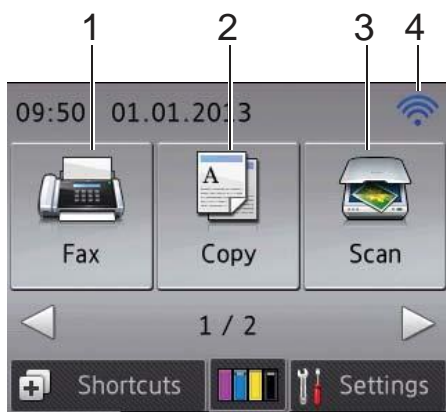 1 2 3 4
09:50 01.01.2013
A
Fax Copy Scan
1 / 2
Shortcuts Settings